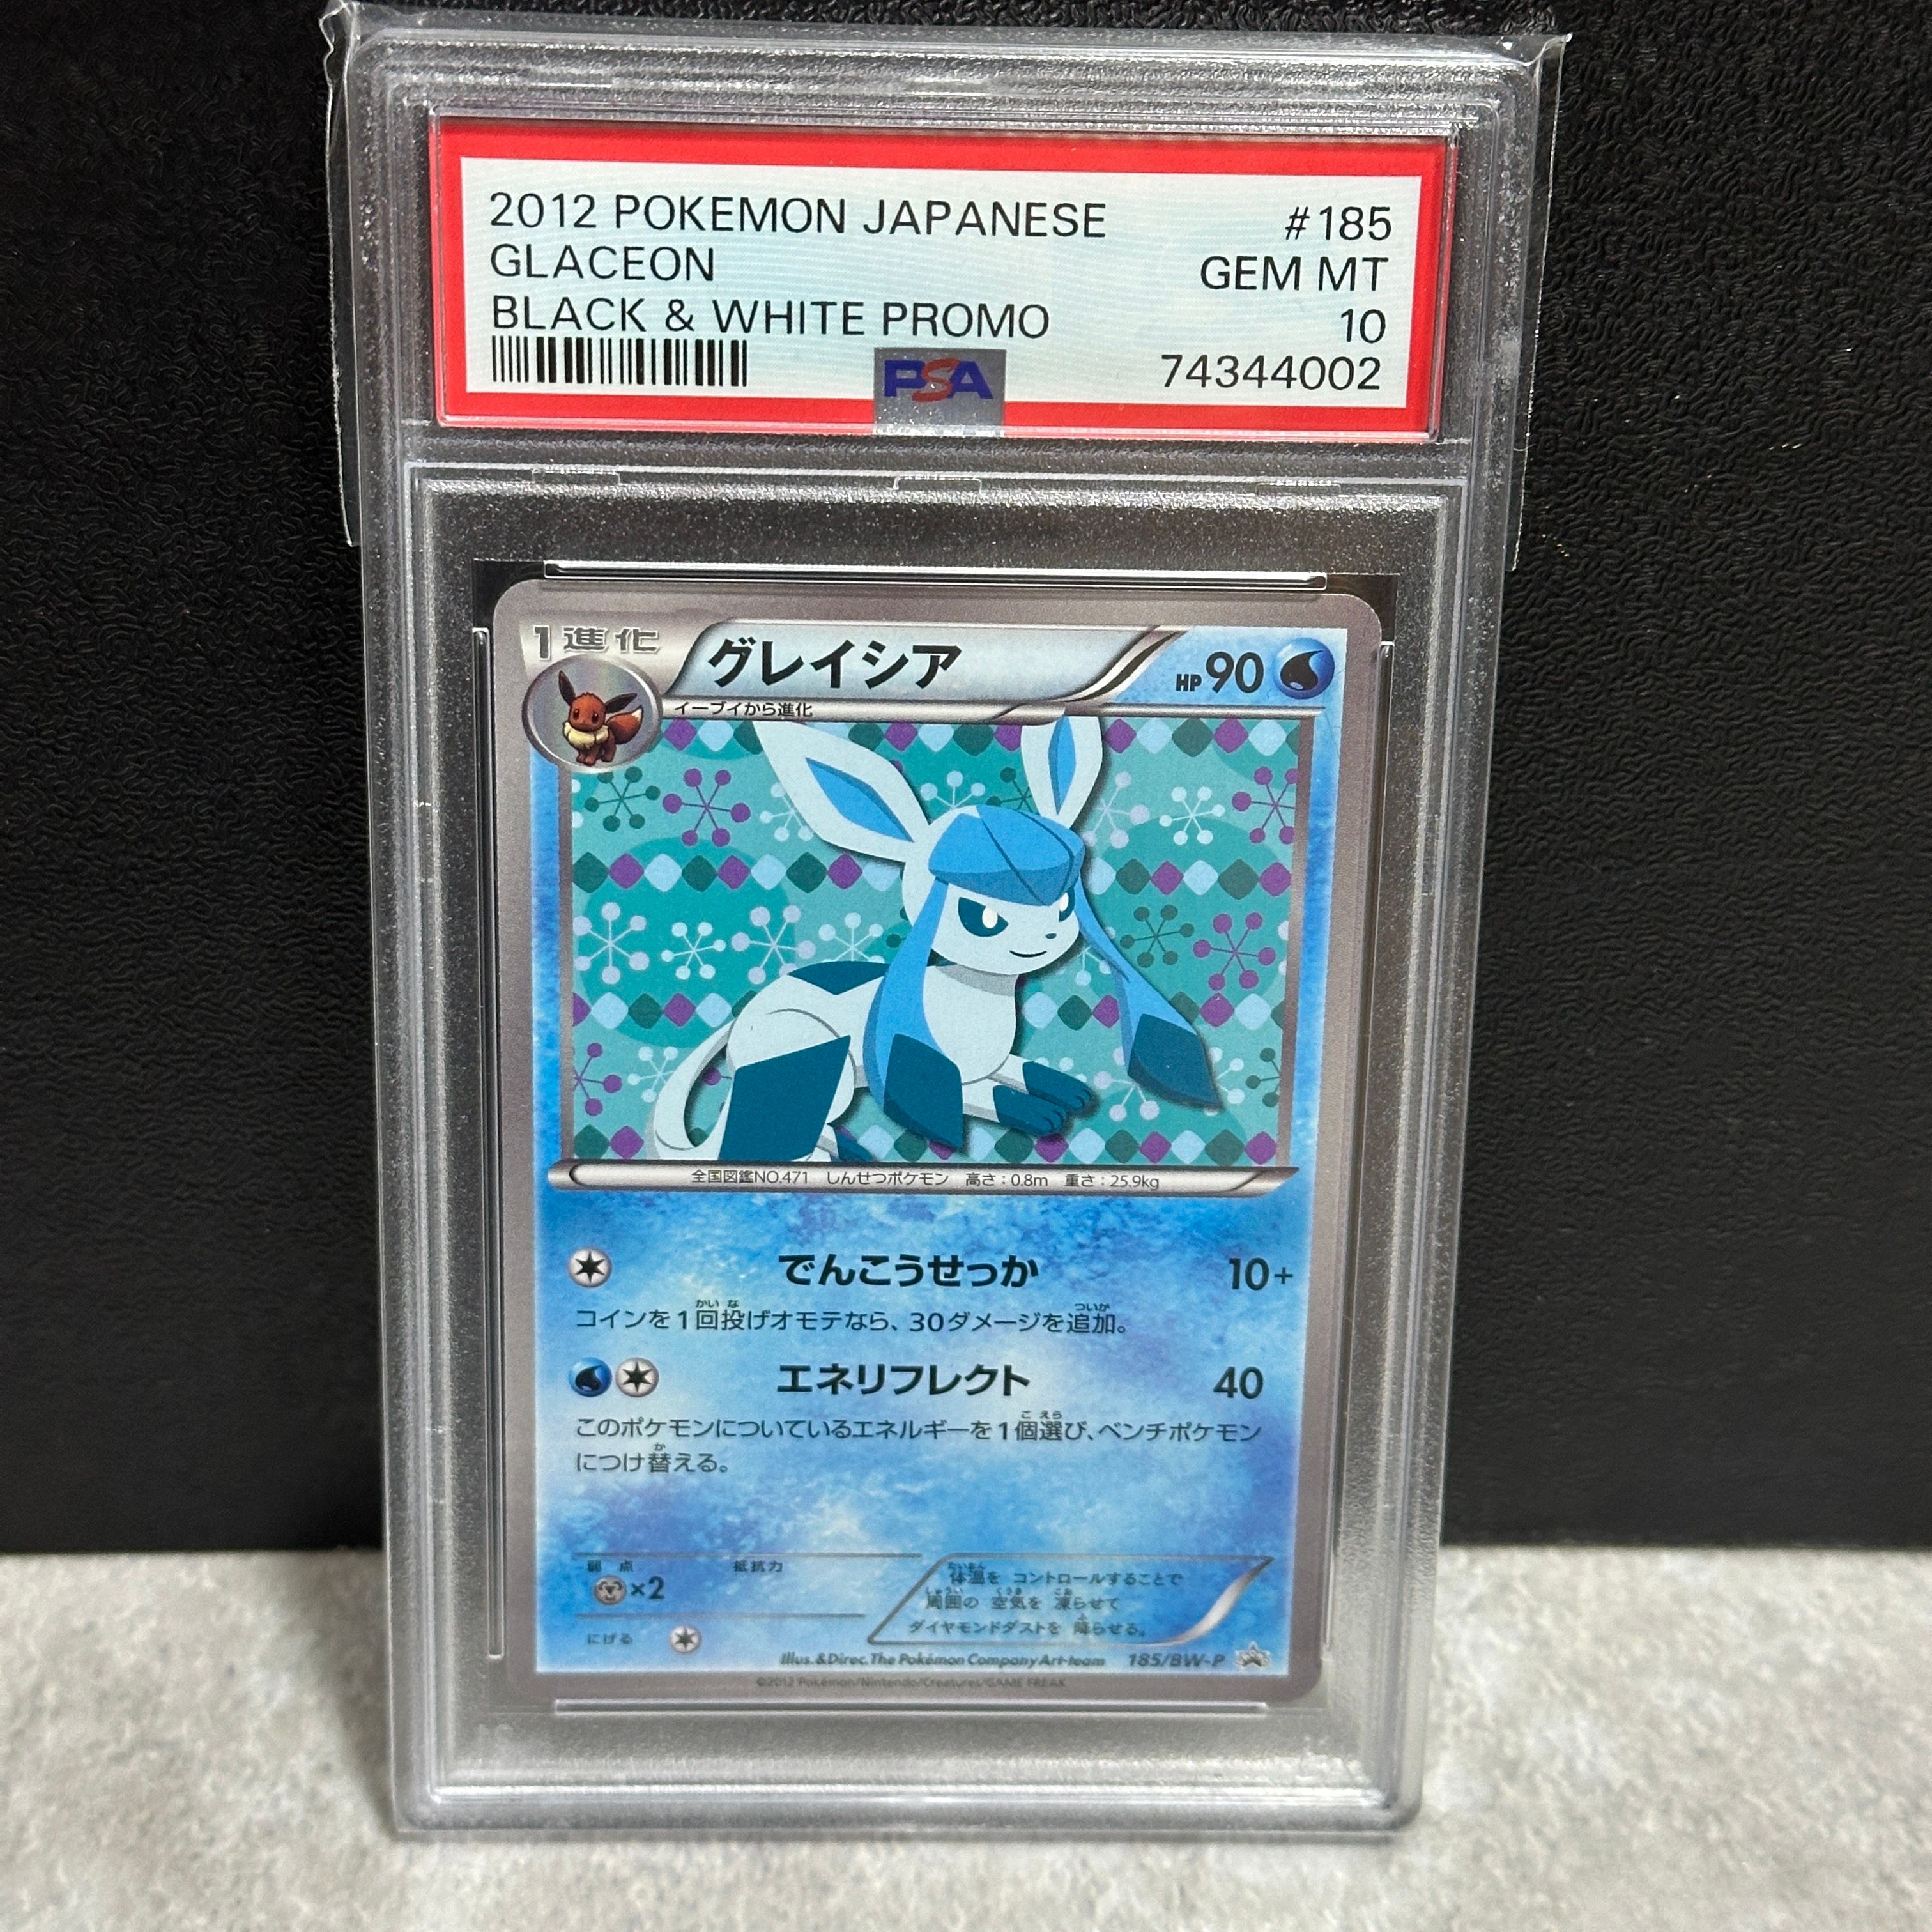 2012 POKEMON JAPANESE #185
GLACEON GEM MT
BLACK & WHITE PROMO 10
PSA 74344002
1進化 グレイシア HP90
イーブイから進化
全国図鑑NO.471 しんせつポケモン 高さ:0.8m 重さ:25.9kg
でんこうせっか 10+
コインを1回投げオモテなら、30ダメージを追加。
エネリフレクト 40
このポケモンについているエネルギーを1個選び、ベンチポケモン
につけ替える。
弱点 抵抗力
×2
にげる
体温を コントロールすることで
周囲の 空気を 凍らせて
ダイヤモンドダストを 降らせる。
Illus.&Direc.The Pokémon Company Art team 185/BW-P
©2012 Pokémon/Nintendo/Creatures/GAME FREAK